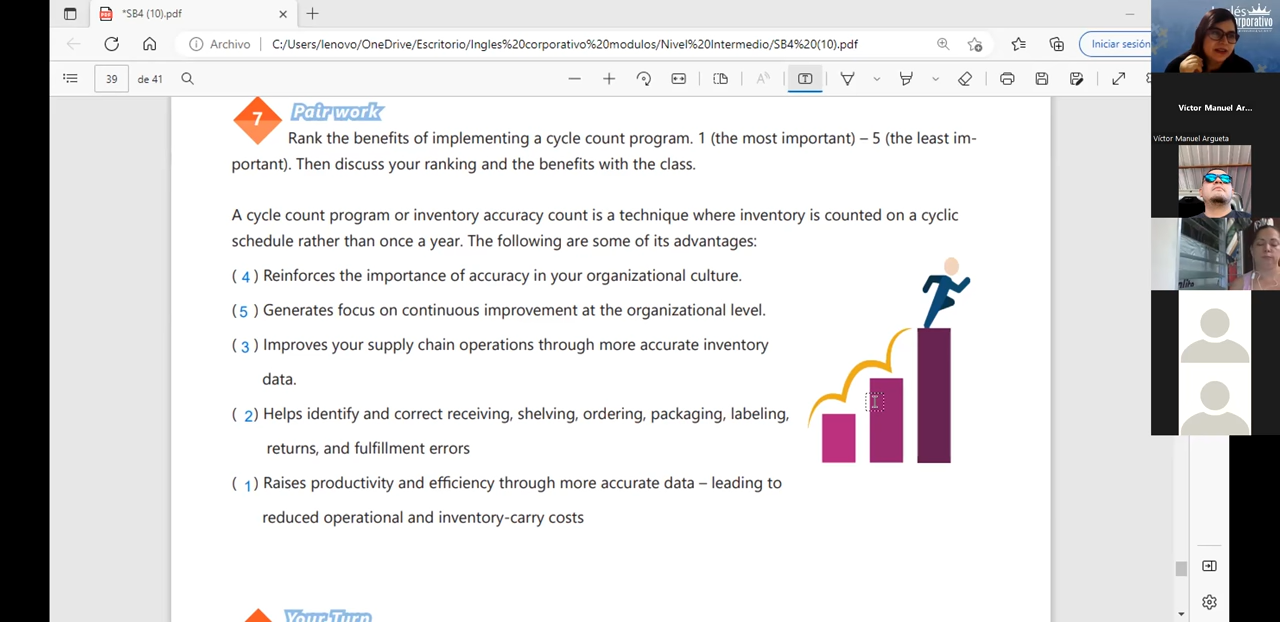 *SB4 (10).pdf
Archivo C:/Users/lenovo/OneDrive/Escritorio/Ingles%20corporativo%20modulos/Nivel%20Intermedio/SB4%20(10).pdf Iniciar sesión
39 de 41
7 Pair work
Rank the benefits of implementing a cycle count program. 1 (the most important) – 5 (the least im-
portant). Then discuss your ranking and the benefits with the class.
A cycle count program or inventory accuracy count is a technique where inventory is counted on a cyclic
schedule rather than once a year. The following are some of its advantages:
( 4 ) Reinforces the importance of accuracy in your organizational culture.
( 5 ) Generates focus on continuous improvement at the organizational level.
( 3 ) Improves your supply chain operations through more accurate inventory
data.
( 2 ) Helps identify and correct receiving, shelving, ordering, packaging, labeling,
returns, and fulfillment errors
( 1 ) Raises productivity and efficiency through more accurate data – leading to
reduced operational and inventory-carry costs
Your Turn
Víctor Manuel Ar...
Víctor Manuel Argueta